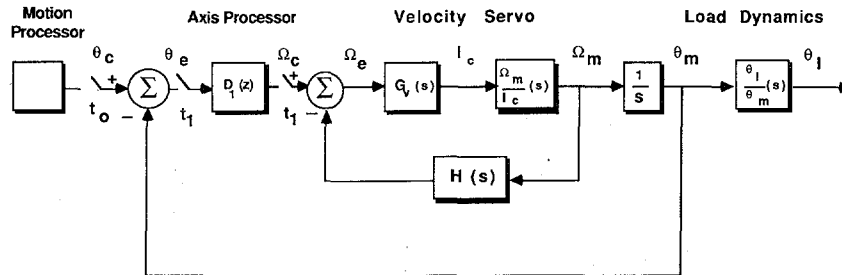 Motion Processor
Axis Processor
Velocity Servo
Load Dynamics
θc
θe
Ωc
Ωe
Ic
Ωm
θm
θl
+
Σ
−
t0
t1
D1(z)
+
Σ
−
t1
Gv(s)
Ωm/Ic (s)
1/s
θl/θm (s)
H(s)